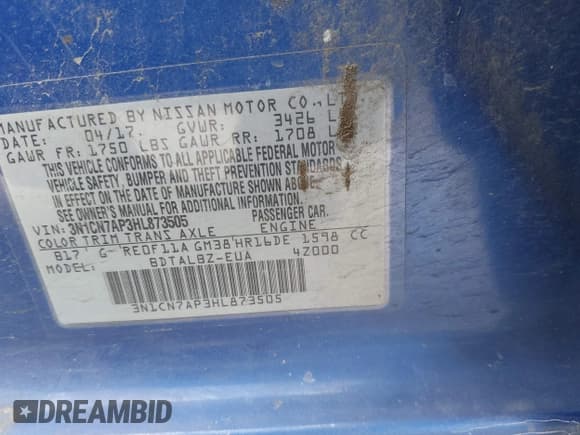 MANUFACTURED BY NISSAN MOTOR CO., LT
DATE: 04/17 GVWR: 3426 L
GAWR FR: 1750 LBS GAWR RR: 1708 L
THIS VEHICLE CONFORMS TO ALL APPLICABLE FEDERAL MOTOR
VEHICLE SAFETY, BUMPER AND THEFT PREVENTION STANDARDS
IN EFFECT ON THE DATE OF MANUFACTURE SHOWN ABOVE
SEE OWNER'S MANUAL FOR ADDITIONAL INFORMATION.
VIN: 3N1CN7AP3HL873505 PASSENGER CAR.
COLOR TRIM TRANS AXLE ENGINE
B17 G REOF11A GM38 HR16DE 1598 CC
MODEL: BDTALBZ-EUA 4Z000
3N1CN7AP3HL873505
DREAMBID